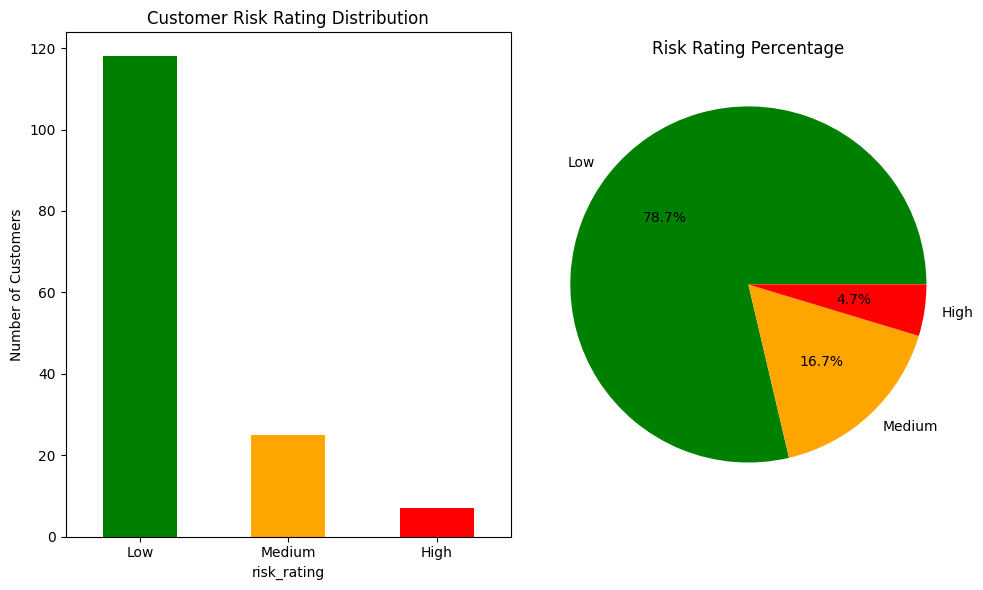 Customer Risk Rating Distribution
120
100
80
60
40
20
0
Number of Customers
Low
Medium
High
risk_rating
Risk Rating Percentage
Low
78.7%
4.7%
High
16.7%
Medium